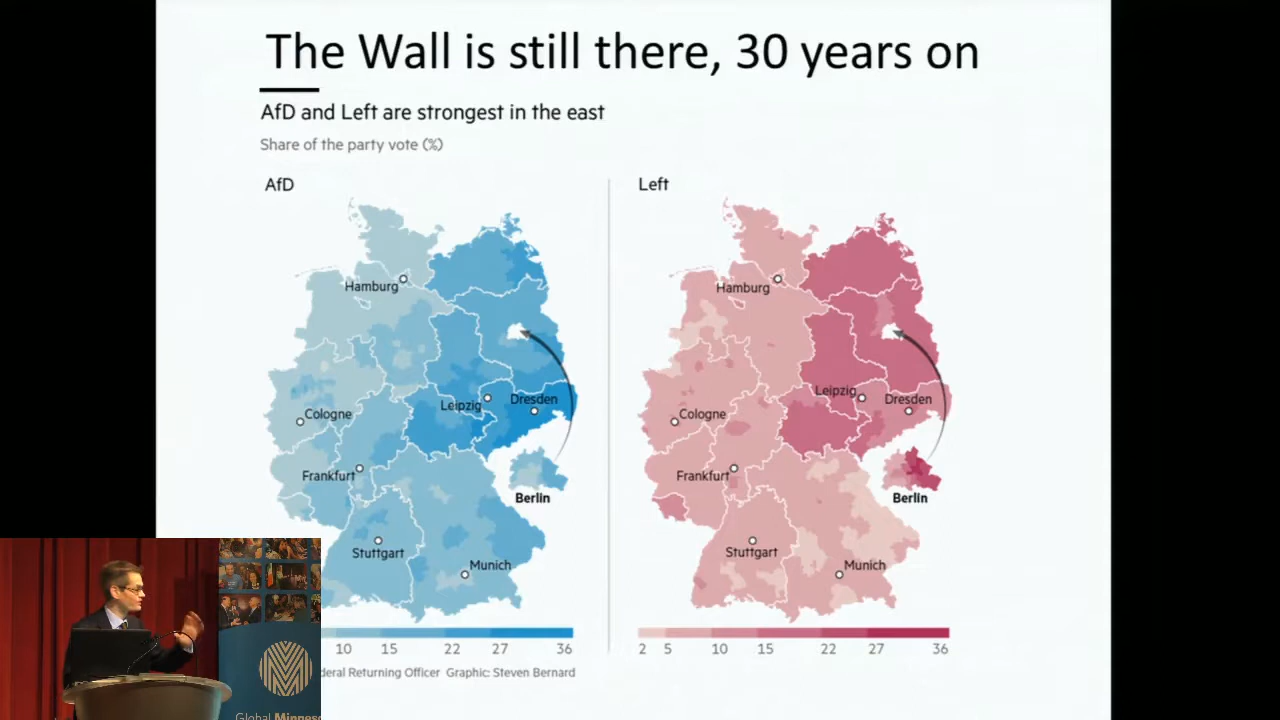 The Wall is still there, 30 years on
AfD and Left are strongest in the east
Share of the party vote (%)
AfD
Hamburg
Leipzig
Dresden
Cologne
Frankfurt
Berlin
Stuttgart
Munich
10 15 22 27 36
Returning Officer Graphic: Steven Bernard
Left
Hamburg
Leipzig
Dresden
Cologne
Frankfurt
Berlin
Stuttgart
Munich
2 5 10 15 22 27 36
Global